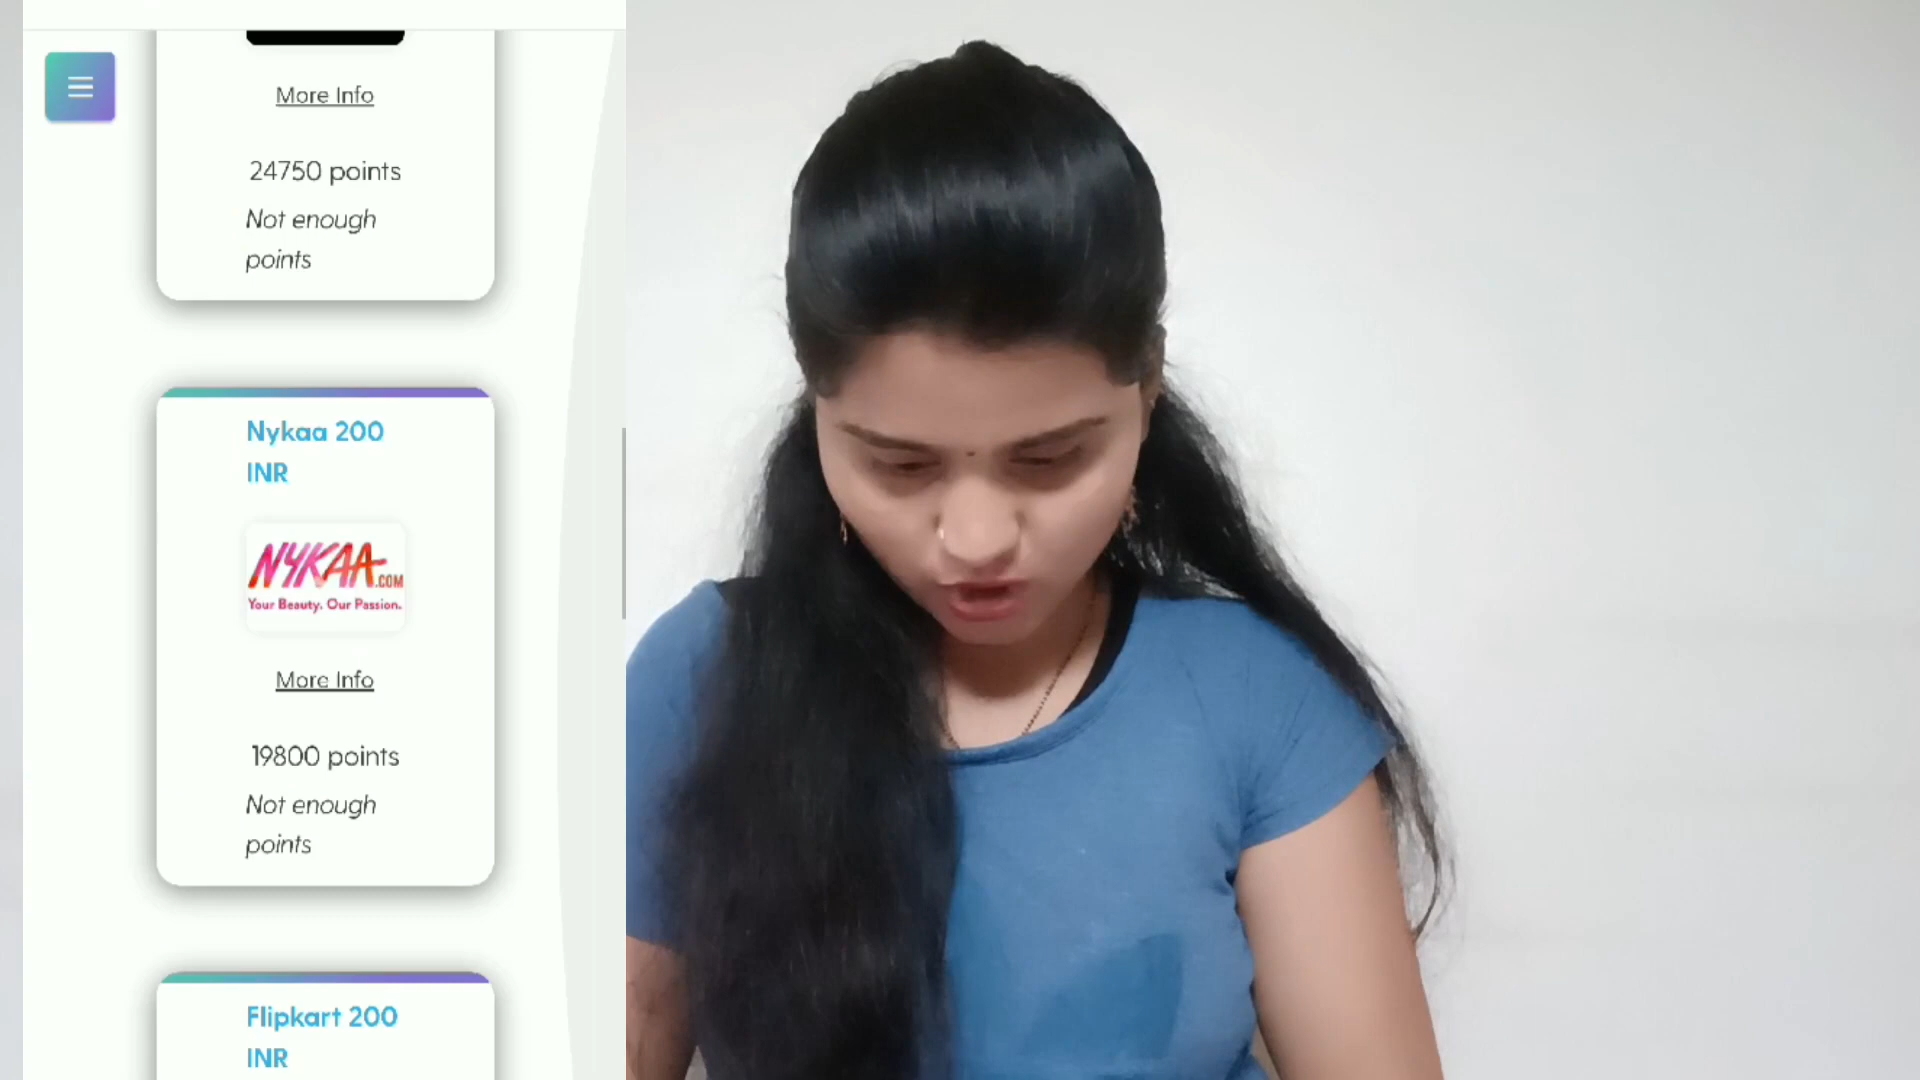 More Info
24750 points
Not enough
points
Nykaa 200
INR
NYKAA.COM
Your Beauty. Our Passion.
More Info
19800 points
Not enough
points
Flipkart 200
INR